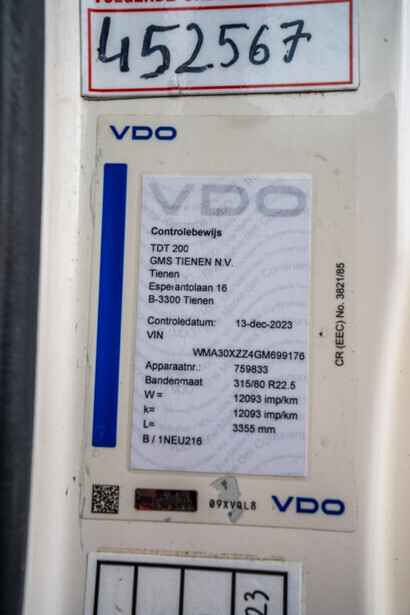 452567
VDO
VDO
Controlebewijs
TDT 200
GMS TIENEN N.V.
Tienen
Esperantolaan 16
B-3300 Tienen
Controledatum: 13-dec-2023
VIN
WMA30XZZ4GM699176
Apparaatnr.: 759833
Bandenmaat 315/80 R22.5
W = 12093 imp/km
k= 12093 imp/km
L= 3355 mm
B / 1NEU216
CR (EEC) No. 3821/85
09XVQL8
VDO
23